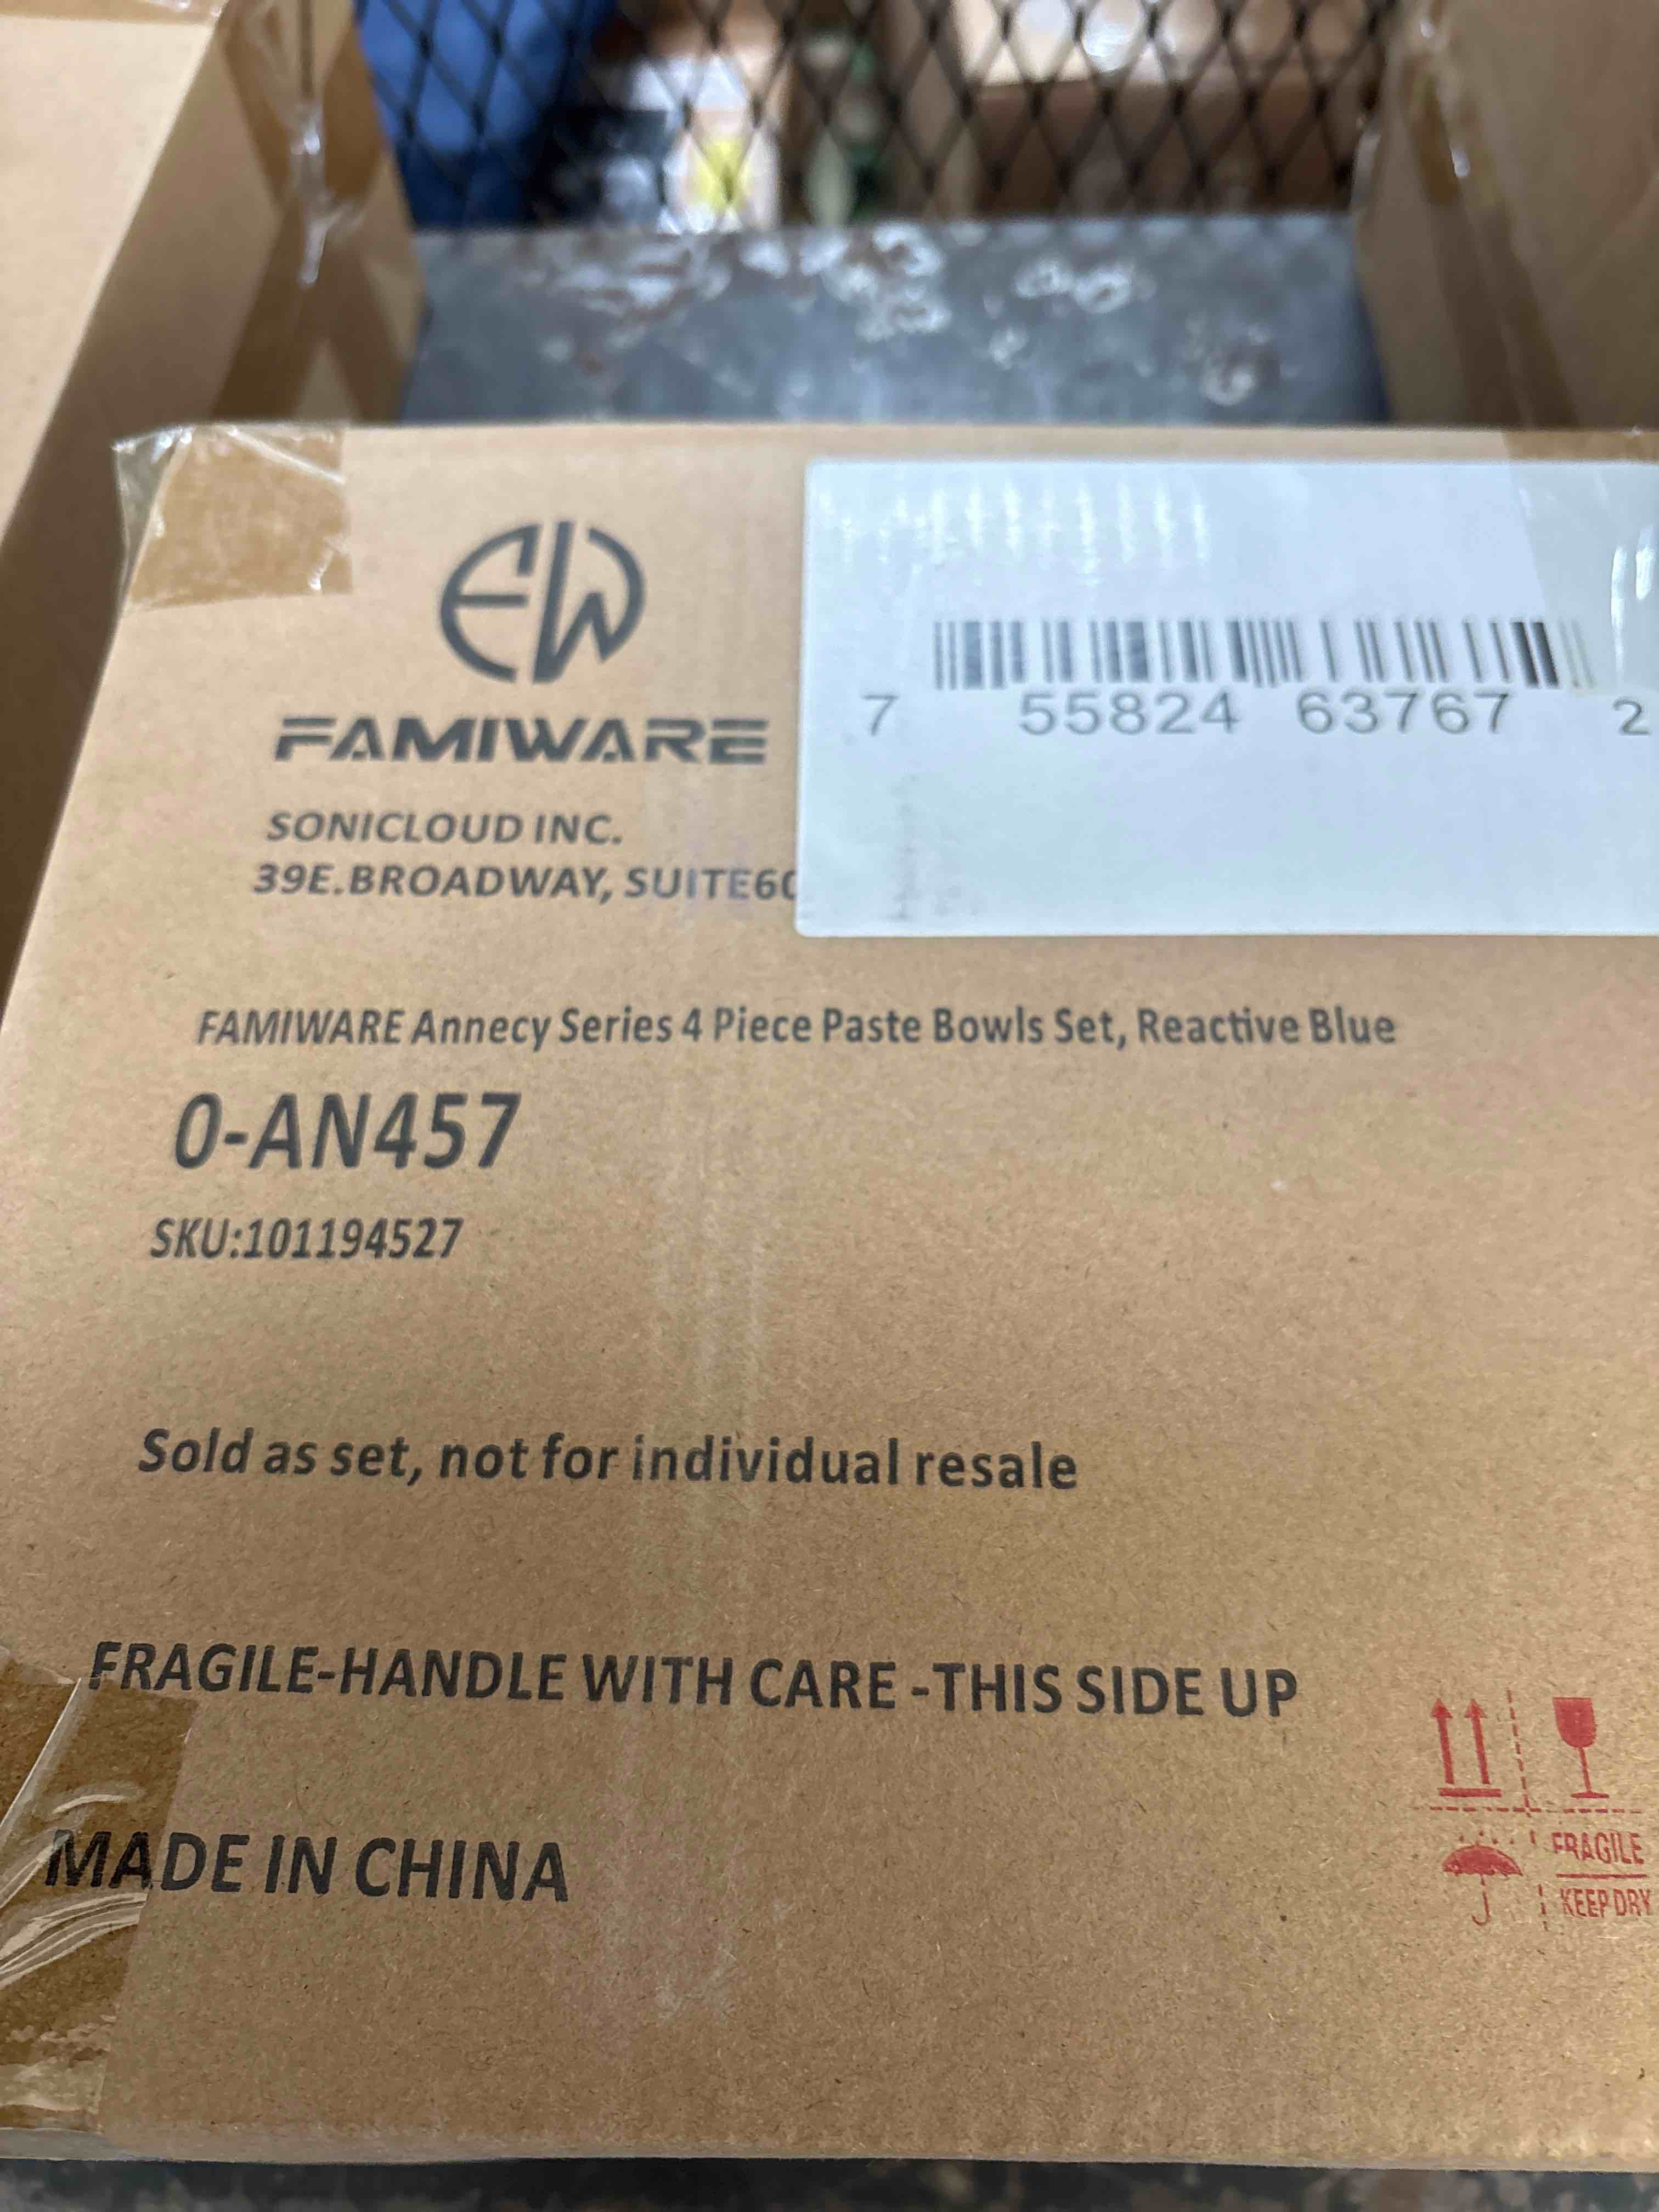 FW
FAMIWARE
SONICLOUD INC.
39E.BROADWAY, SUITE60
7 55824 63767 2
FAMIWARE Annecy Series 4 Piece Paste Bowls Set, Reactive Blue
0-AN457
SKU:101194527
Sold as set, not for individual resale
FRAGILE-HANDLE WITH CARE -THIS SIDE UP
MADE IN CHINA
FRAGILE
KEEP DRY